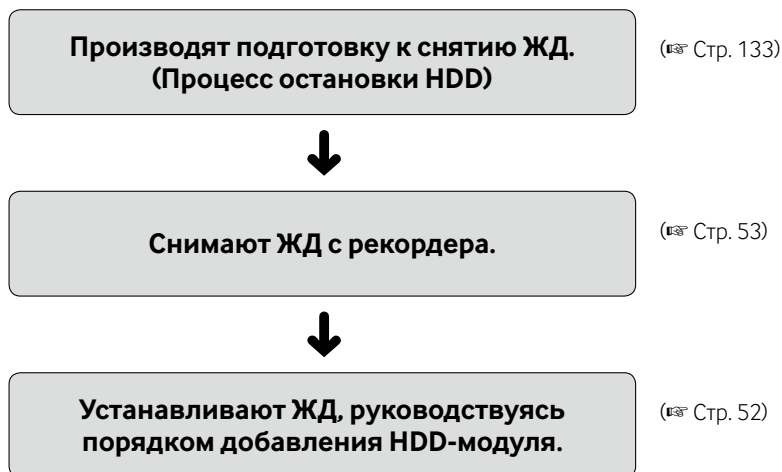 Производят подготовку к снятию ЖД.
(Процесс остановки HDD)
(☞ Стр. 133)
Снимают ЖД с рекордера.
(☞ Стр. 53)
Устанавливают ЖД, руководствуясь
порядком добавления HDD-модуля.
(☞ Стр. 52)